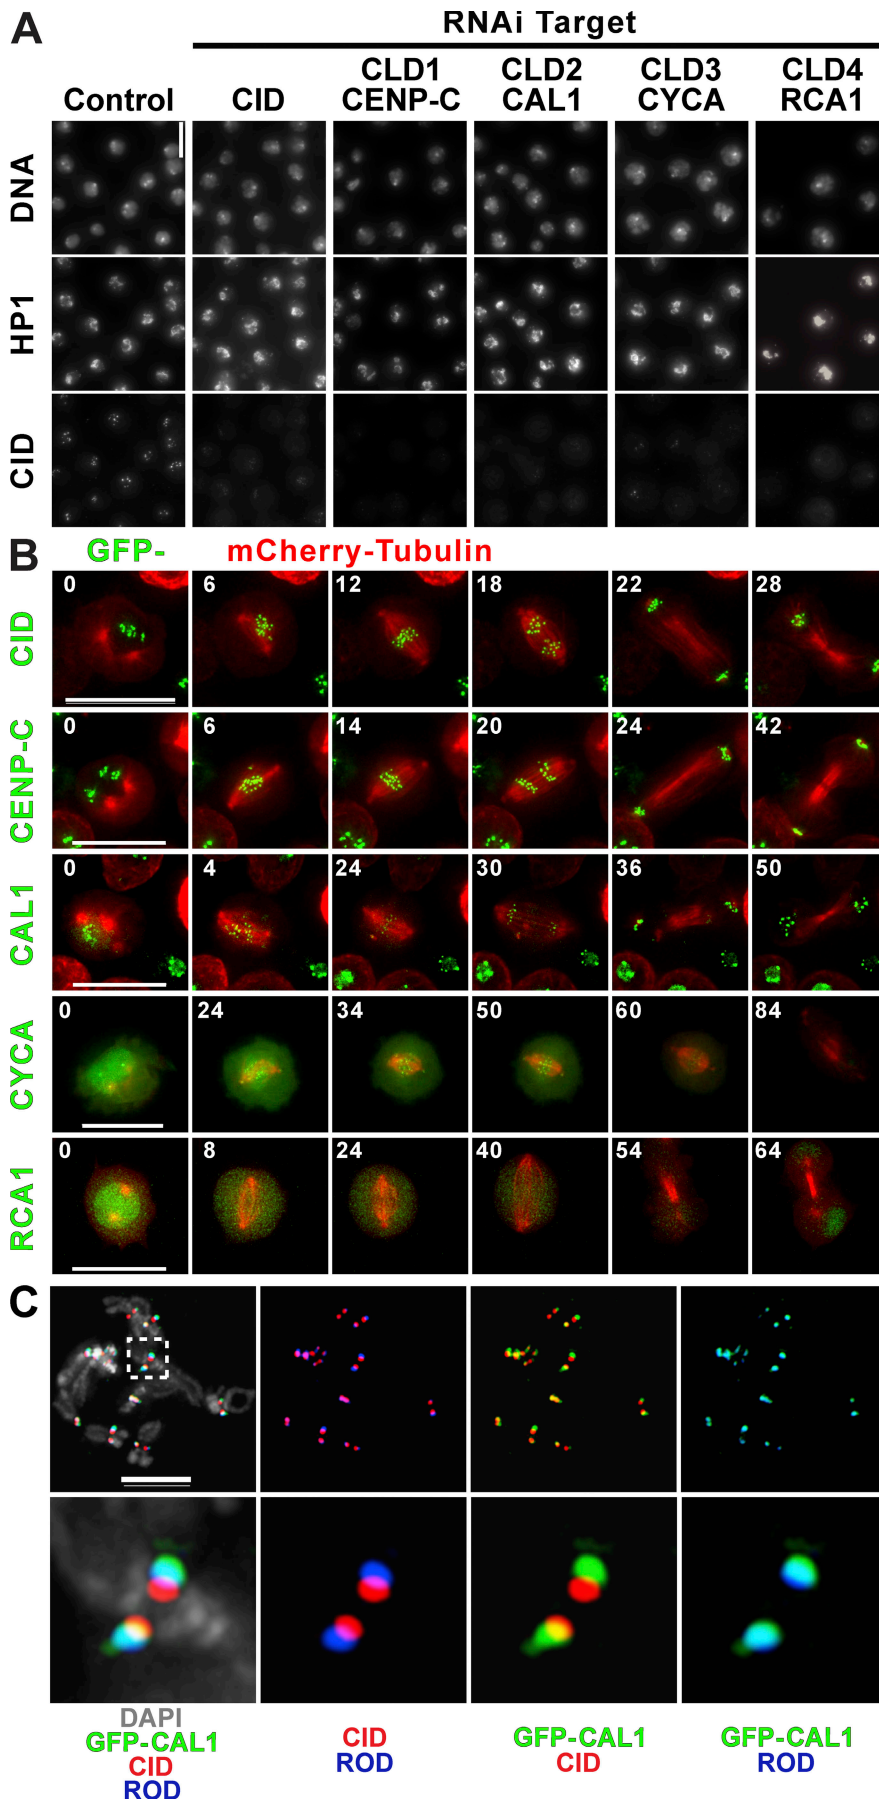 A
RNAi Target
Control
CID
CLD1
CENP-C
CLD2
CAL1
CLD3
CYCA
CLD4
RCA1
DNA
HP1
CID
B
GFP- mCherry-Tubulin
CID
0 6 12 18 22 28
CENP-C
0 6 14 20 24 42
CAL1
0 4 24 30 36 50
CYCA
0 24 34 50 60 84
RCA1
0 8 24 40 54 64
C
DAPI
GFP-CAL1
CID
ROD
CID
ROD
GFP-CAL1
CID
GFP-CAL1
ROD